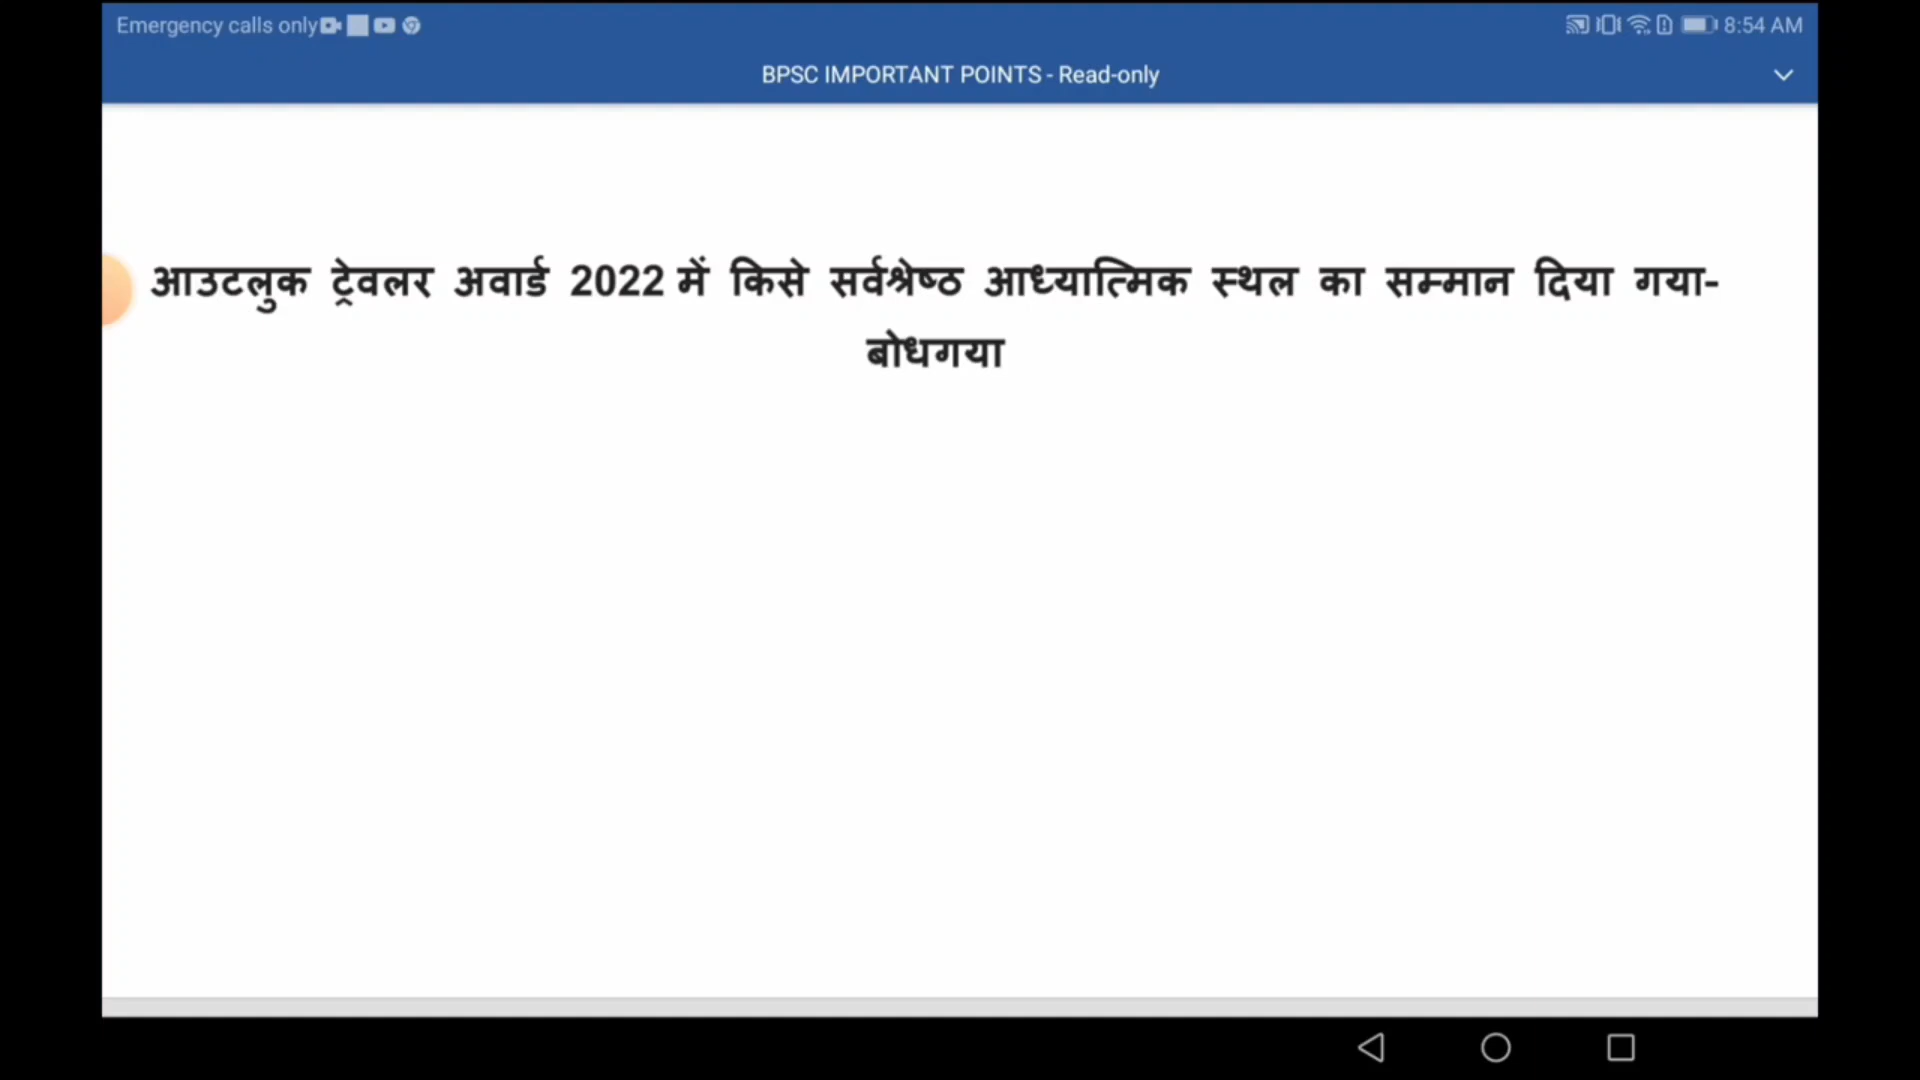 Emergency calls only
8:54 AM
BPSC IMPORTANT POINTS - Read-only
आउटलुक ट्रेवलर अवार्ड 2022 में किसे सर्वश्रेष्ठ आध्यात्मिक स्थल का सम्मान दिया गया-
बोधगया